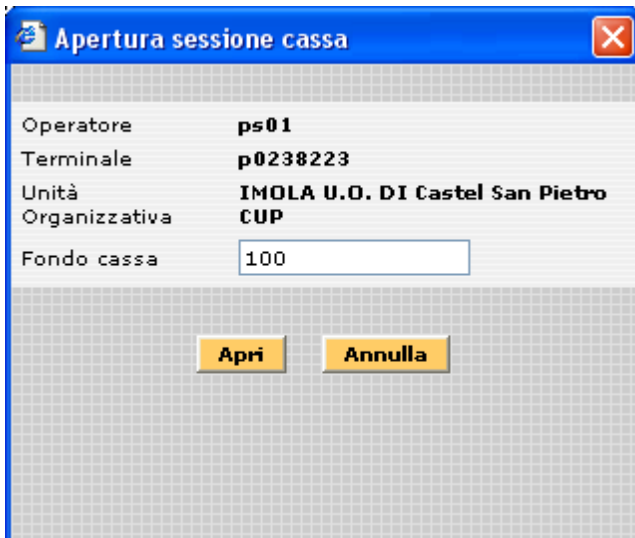 Apertura sessione cassa
Operatore ps01
Terminale p0238223
Unità IMOLA U.O. DI Castel San Pietro
Organizzativa CUP
Fondo cassa 100
Apri Annulla